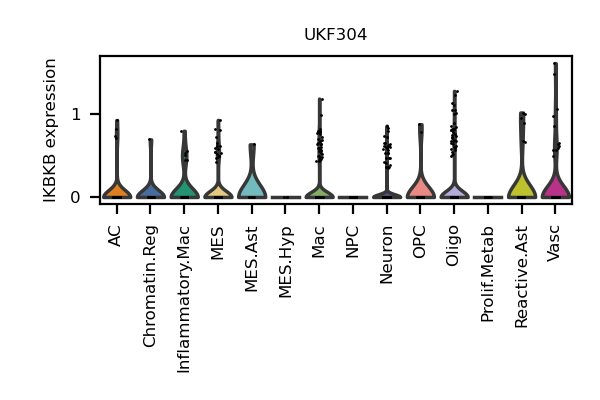 UKF304
IKBKB expression
1
0
AC
Chromatin.Reg
Inflammatory.Mac
MES
MES.Ast
MES.Hyp
Mac
NPC
Neuron
OPC
Oligo
Prolif.Metab
Reactive.Ast
Vasc